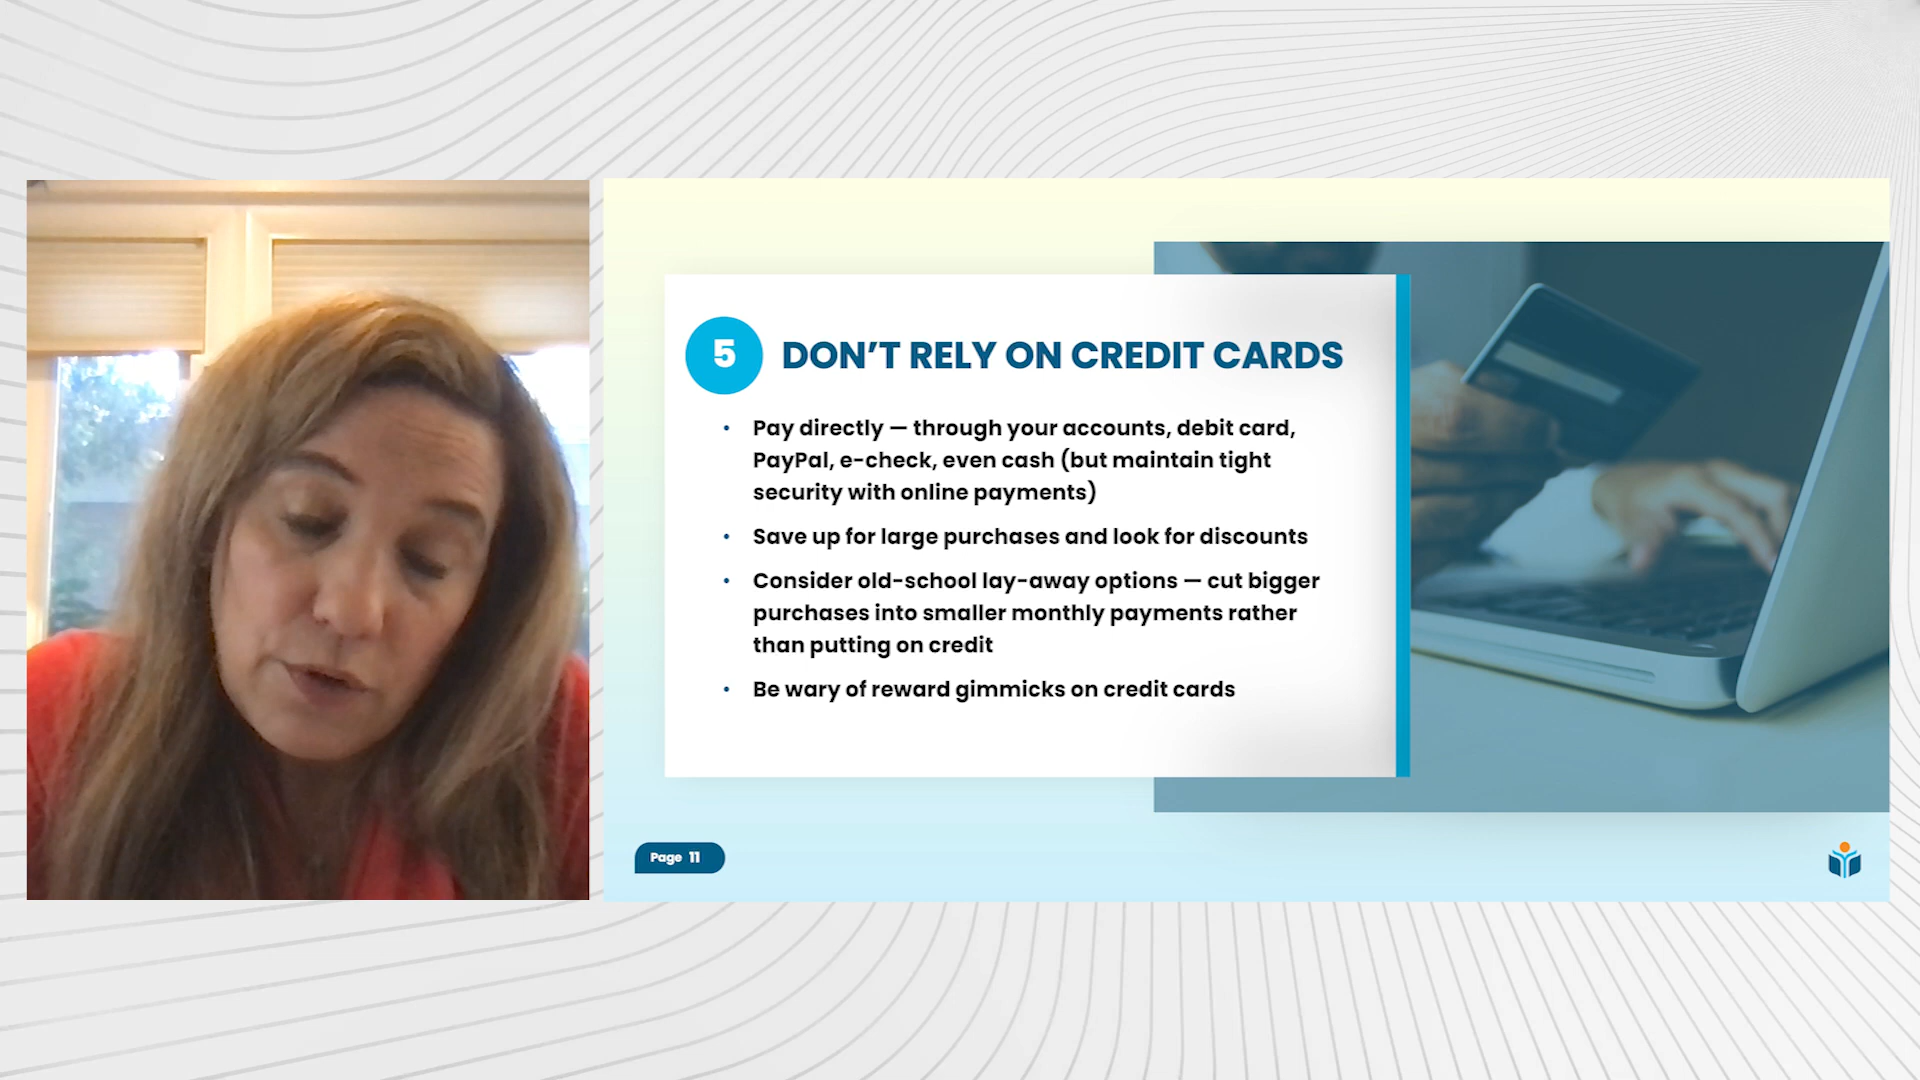 5 DON’T RELY ON CREDIT CARDS
• Pay directly — through your accounts, debit card,
PayPal, e-check, even cash (but maintain tight
security with online payments)
• Save up for large purchases and look for discounts
• Consider old-school lay-away options — cut bigger
purchases into smaller monthly payments rather
than putting on credit
• Be wary of reward gimmicks on credit cards
Page 11